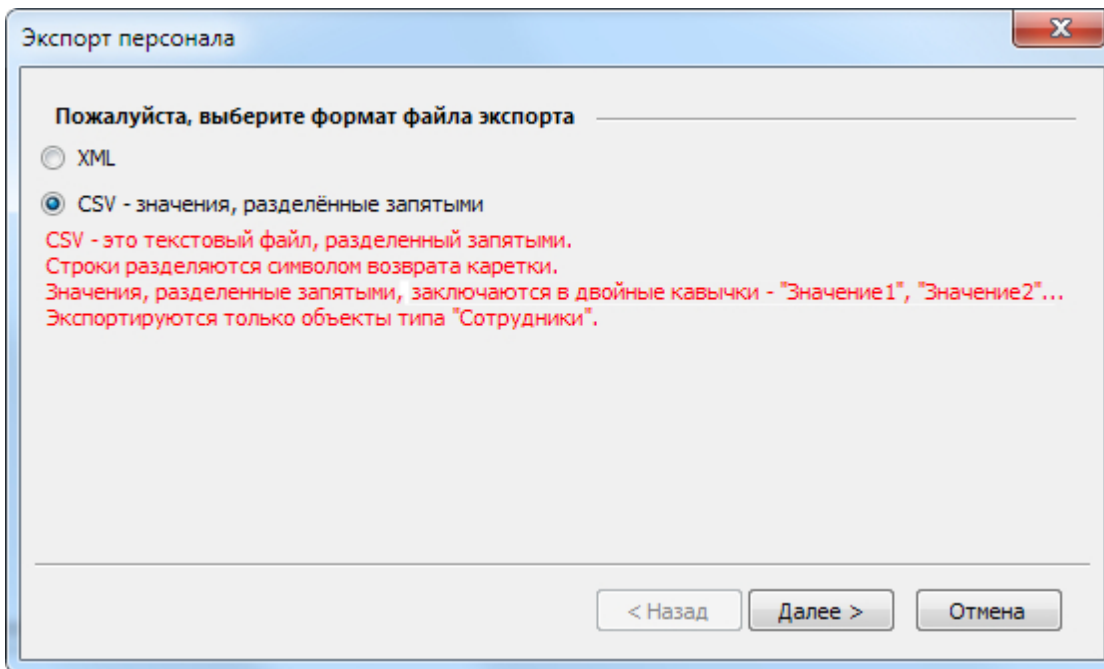 Экспорт персонала
Пожалуйста, выберите формат файла экспорта
XML
CSV - значения, разделённые запятыми
CSV - это текстовый файл, разделенный запятыми.
Строки разделяются символом возврата каретки.
Значения, разделенные запятыми, заключаются в двойные кавычки - "Значение1", "Значение2"...
Экспортируются только объекты типа "Сотрудники".
< Назад Далее > Отмена